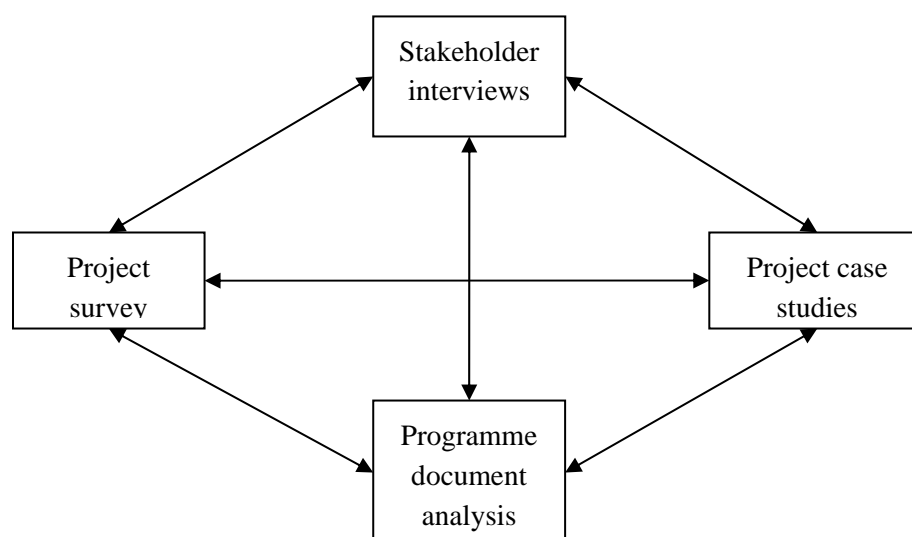 Stakeholder
interviews
Project
survey
Project case
studies
Programme
document
analysis